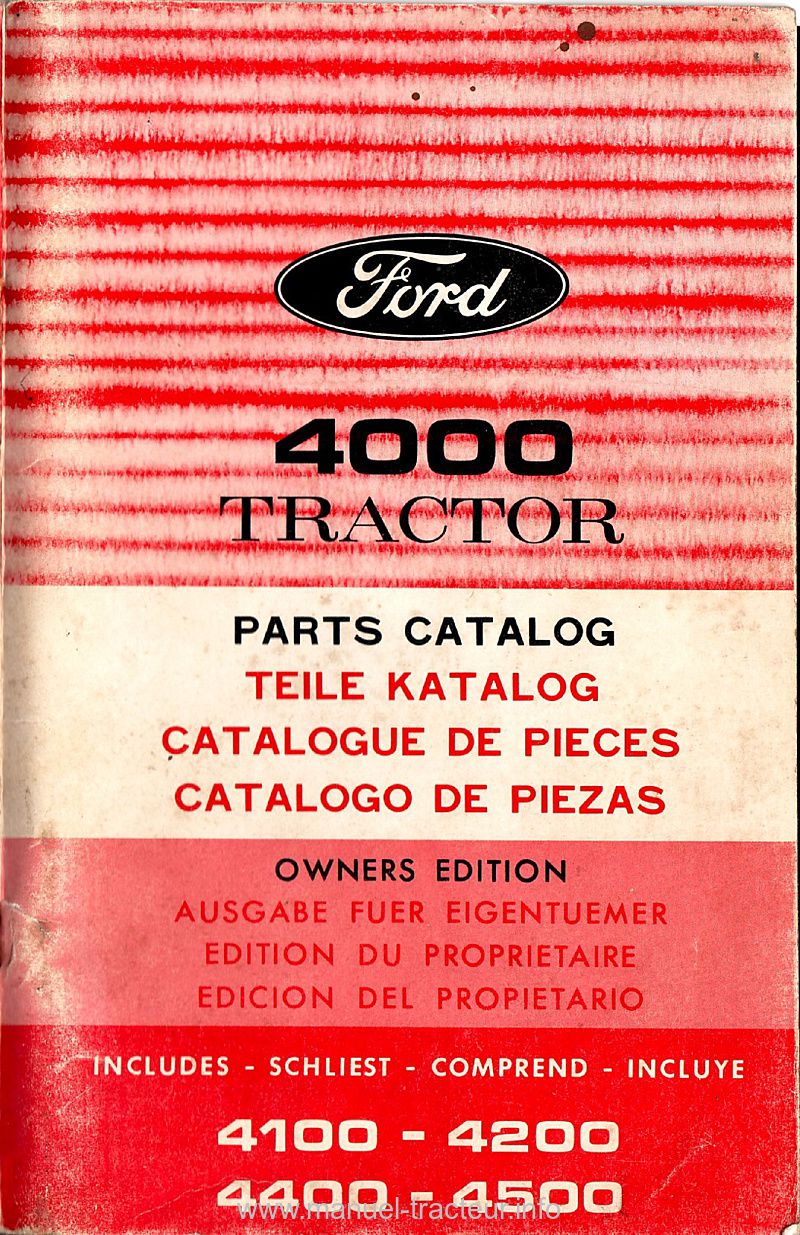 Ford
4000
TRACTOR
PARTS CATALOG
TEILE KATALOG
CATALOGUE DE PIECES
CATALOGO DE PIEZAS
OWNERS EDITION
AUSGABE FUER EIGENTUEMER
EDITION DU PROPRIETAIRE
EDICION DEL PROPIETARIO
INCLUDES - SCHLIEST - COMPREND - INCLUYE
4100 - 4200
4400 - 4500
www.manuel-tracteur.info